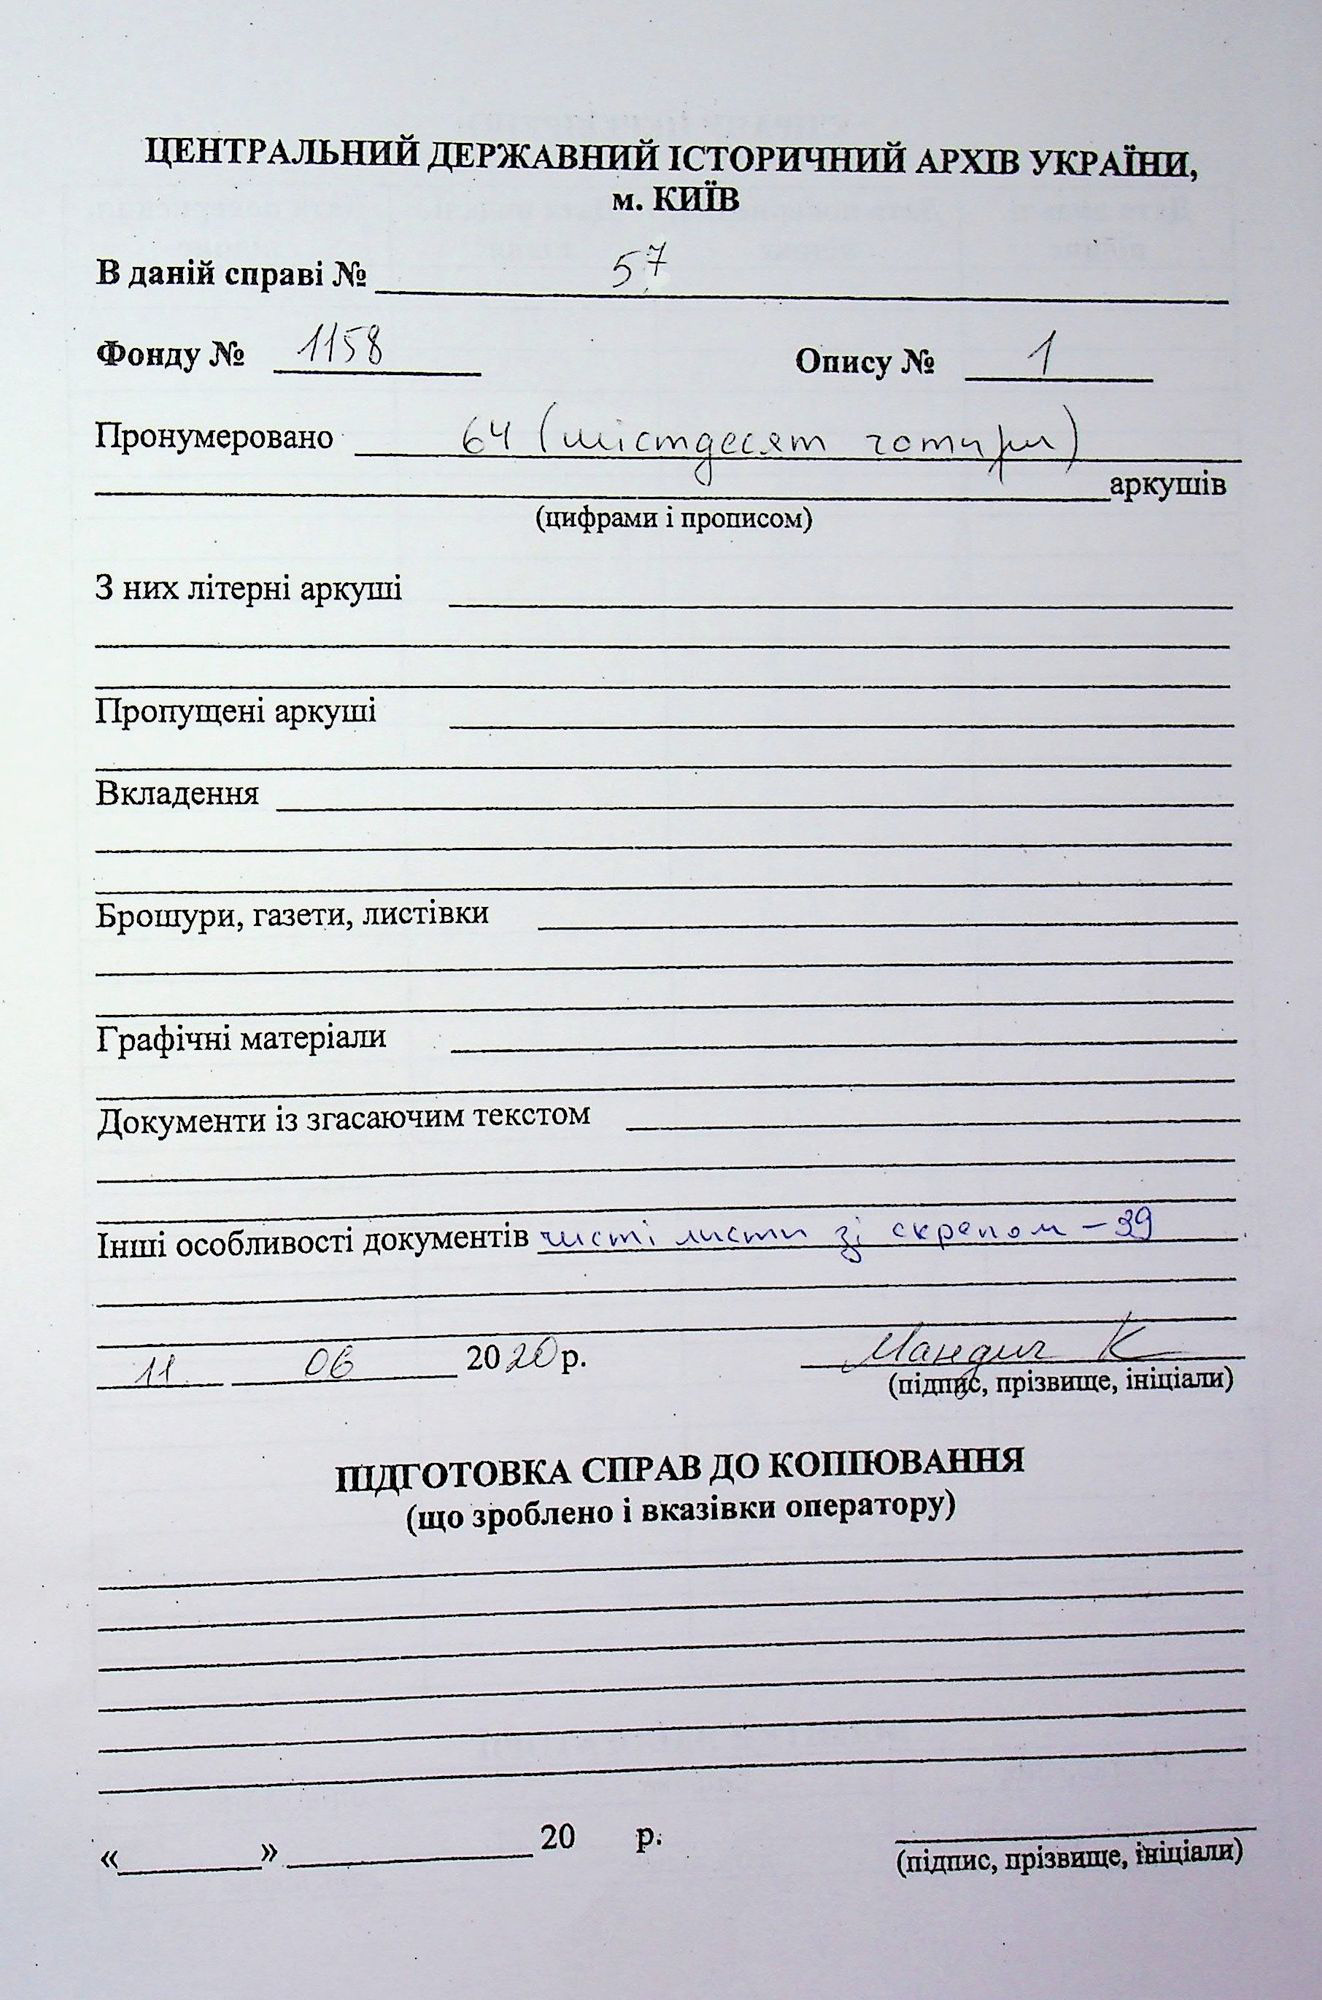 ЦЕНТРАЛЬНИЙ ДЕРЖАВНИЙ ІСТОРИЧНИЙ АРХІВ УКРАЇНИ,
м. КИЇВ
В даній справі № 57
Фонду № 1158 Опису № 1
Пронумеровано 64 (шістдесят чотири)
аркушів
(цифрами і прописом)
З них літерні аркуші
Пропущені аркуші
Вкладення
Брошури, газети, листівки
Графічні матеріали
Документи із згасаючим текстом
Інші особливості документів чисті листи зі скрепом – 39
11 06 2020 р. Мандич К
(підпис, прізвище, ініціали)
ПІДГОТОВКА СПРАВ ДО КОПІЮВАННЯ
(що зроблено і вказівки оператору)
«    »     20    р.
(підпис, прізвище, ініціали)